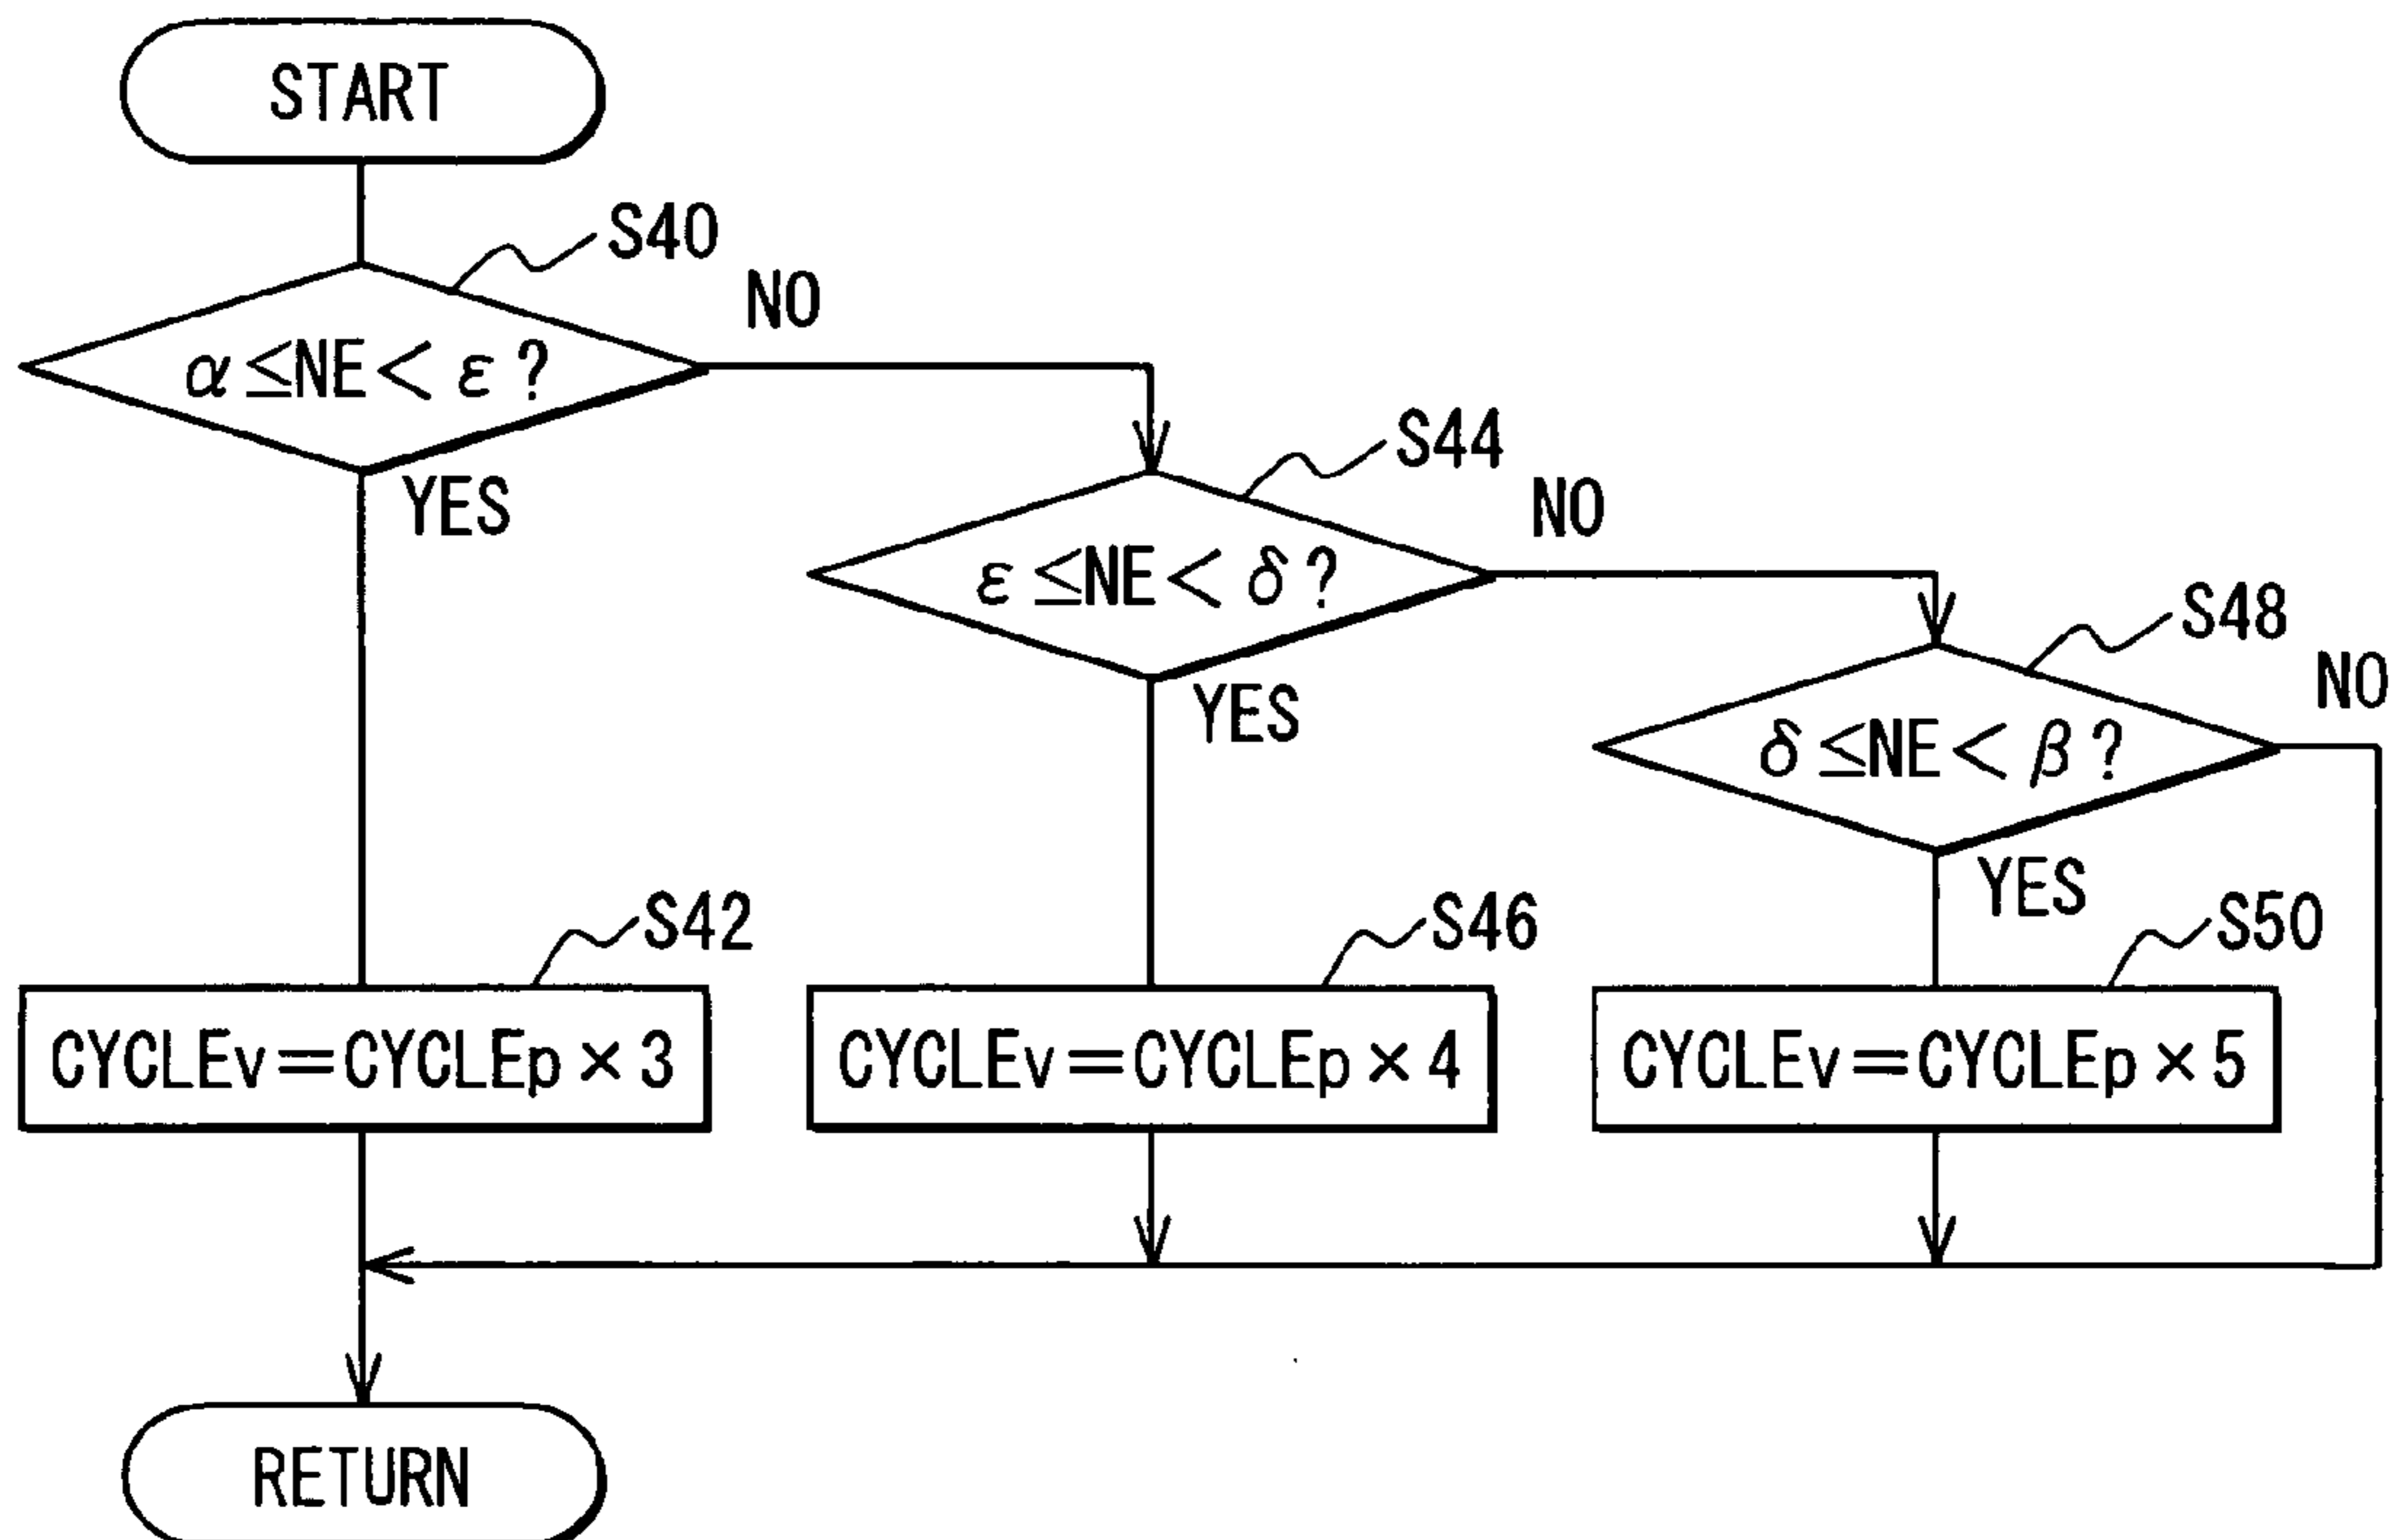 START
S40
NO
α≤NE<ε?
YES
S44
NO
ε≤NE<δ?
YES
S48
NO
δ≤NE<β?
YES
S42
CYCLEv=CYCLEp×3
S46
CYCLEv=CYCLEp×4
S50
CYCLEv=CYCLEp×5
RETURN